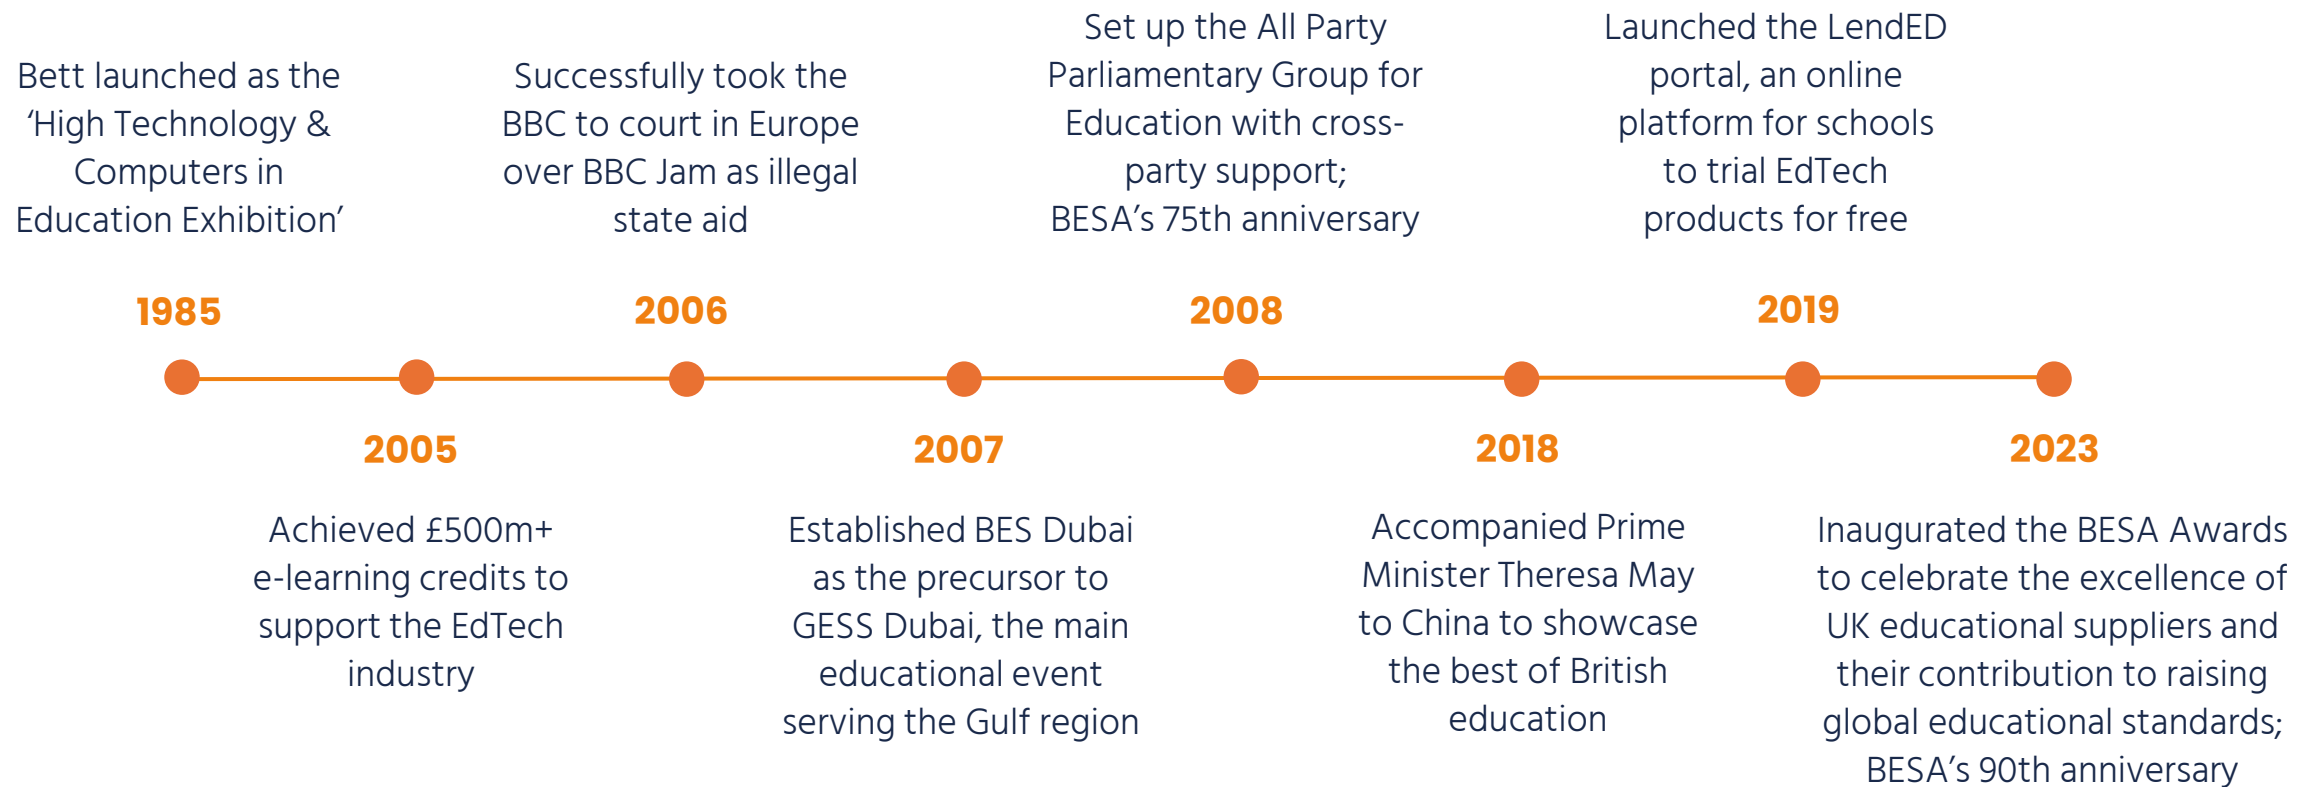 Bett launched as the
‘High Technology &
Computers in
Education Exhibition’
1985
Achieved £500m+
e-learning credits to
support the EdTech
industry
2005
Successfully took the
BBC to court in Europe
over BBC Jam as illegal
state aid
2006
2007
Established BES Dubai
as the precursor to
GESS Dubai, the main
educational event
serving the Gulf region
Set up the All Party
Parliamentary Group for
Education with cross-
party support;
BESA’s 75th anniversary
2008
2018
Accompanied Prime
Minister Theresa May
to China to showcase
the best of British
education
Launched the LendED
portal, an online
platform for schools
to trial EdTech
products for free
2019
2023
Inaugurated the BESA Awards
to celebrate the excellence of
UK educational suppliers and
their contribution to raising
global educational standards;
BESA’s 90th anniversary